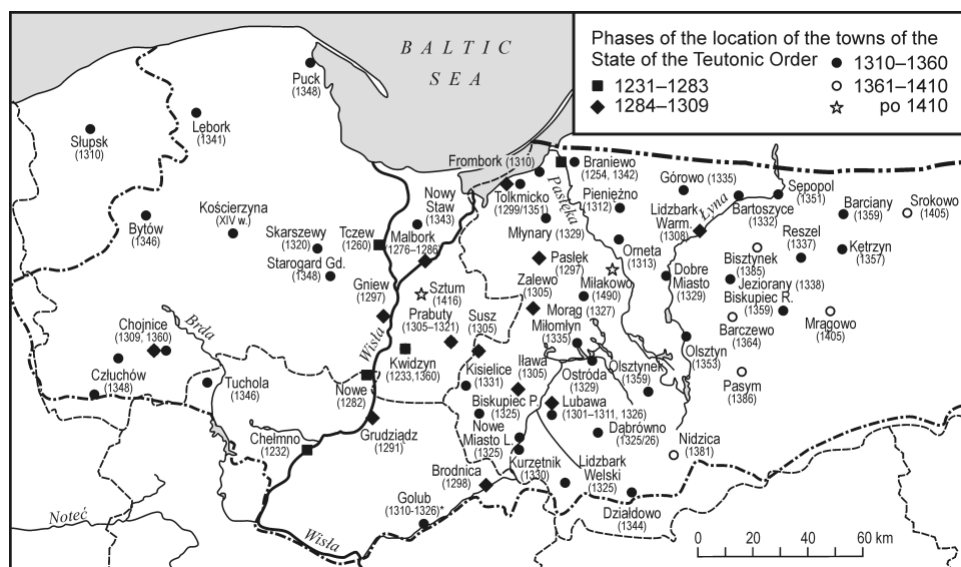 BALTIC
SEA
Phases of the location of the towns of the
State of the Teutonic Order
1231–1283
1284–1309
1310–1360
1361–1410
po 1410
Puck
(1348)
Słupsk
(1310)
Lębork
(1341)
Bytów
(1346)
Kościerzyna
(XIV w.)
Skarszewy
(1320)
Starogard Gd.
(1348)
Tczew
(1260)
Nowy
Staw
(1343)
Malbork
(1276–1286)
Gniew
(1297)
Sztum
(1416)
Prabuty
(1305–1321)
Kwidzyn
(1233,1360)
Susz
(1305)
Wisła
Chojnice
(1309, 1360)
Brda
Człuchów
(1348)
Tuchola
(1346)
Nowe
(1282)
Chełmno
(1232)
Grudziądz
(1291)
Brodnica
(1298)
Golub
(1310-1326)*
Noteć
Wisła
Frombork (1310)
Tolkmicko
(1299/1351)
Młynary
(1329)
Pasłęk
(1297)
Zalewo
(1305)
Morąg (1327)
Miłomłyn
(1335)
Iława
(1305)
Kisielice
(1331)
Biskupiec P.
(1325)
Nowe
Miasto L.
(1325)
Kurzętnik
(1330)
Lubawa
(1301–1311, 1326)
Ostróda
(1329)
Olsztynek
(1359)
Dąbrówno
(1325/26)
Lidzbark
Welski
(1325)
Działdowo
(1344)
Nidzica
(1381)
Braniewo
(1254, 1342)
Pasłęka
Pieniężno
(1312)
Orneta
(1313)
Miłakowo
(1490)
Górowo (1335)
Lidzbark
Warm.
(1308)
Łyna
Bartoszyce
(1332)
Sępopol
(1351)
Barciany
(1359)
Srokowo
(1405)
Reszel
(1337)
Kętrzyn
(1357)
Bisztynek
(1385)
Jeziorany (1338)
Biskupiec R.
(1359)
Dobre
Miasto
(1329)
Barczewo
(1364)
Mrągowo
(1405)
Olsztyn
(1353)
Pasym
(1386)
0 20 40 60 km